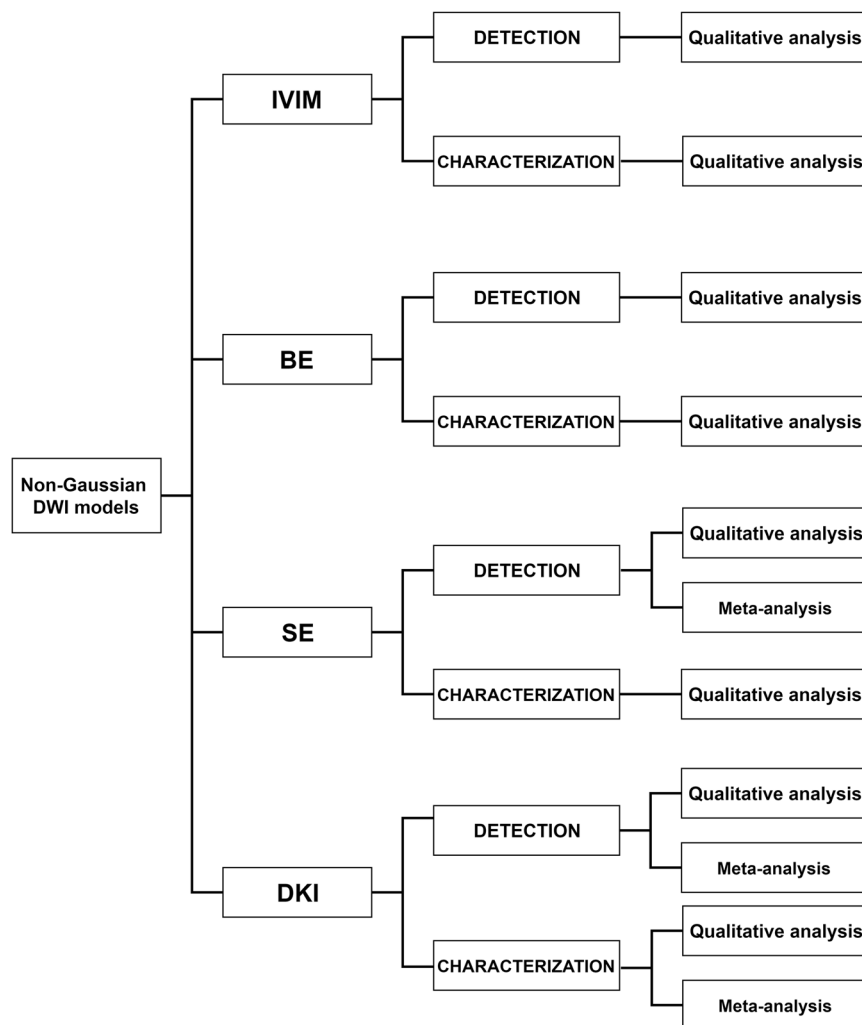 DETECTION
Qualitative analysis
IVIM
CHARACTERIZATION
Qualitative analysis
DETECTION
Qualitative analysis
BE
CHARACTERIZATION
Qualitative analysis
Non-Gaussian
DWI models
Qualitative analysis
DETECTION
Meta-analysis
SE
CHARACTERIZATION
Qualitative analysis
Qualitative analysis
DETECTION
Meta-analysis
DKI
Qualitative analysis
CHARACTERIZATION
Meta-analysis